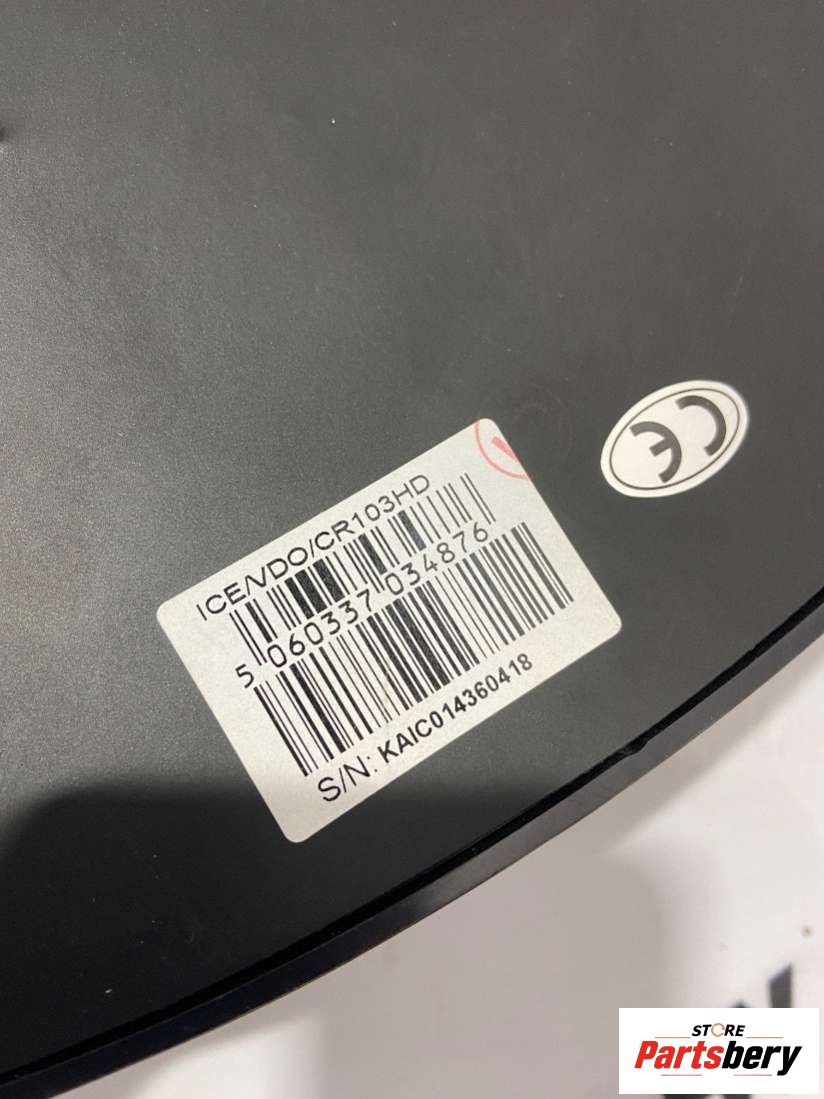 ICE/VDO/CR103HD
5 060337 034876
S/N: KAIC014360418
CE
STORE
Partsbery